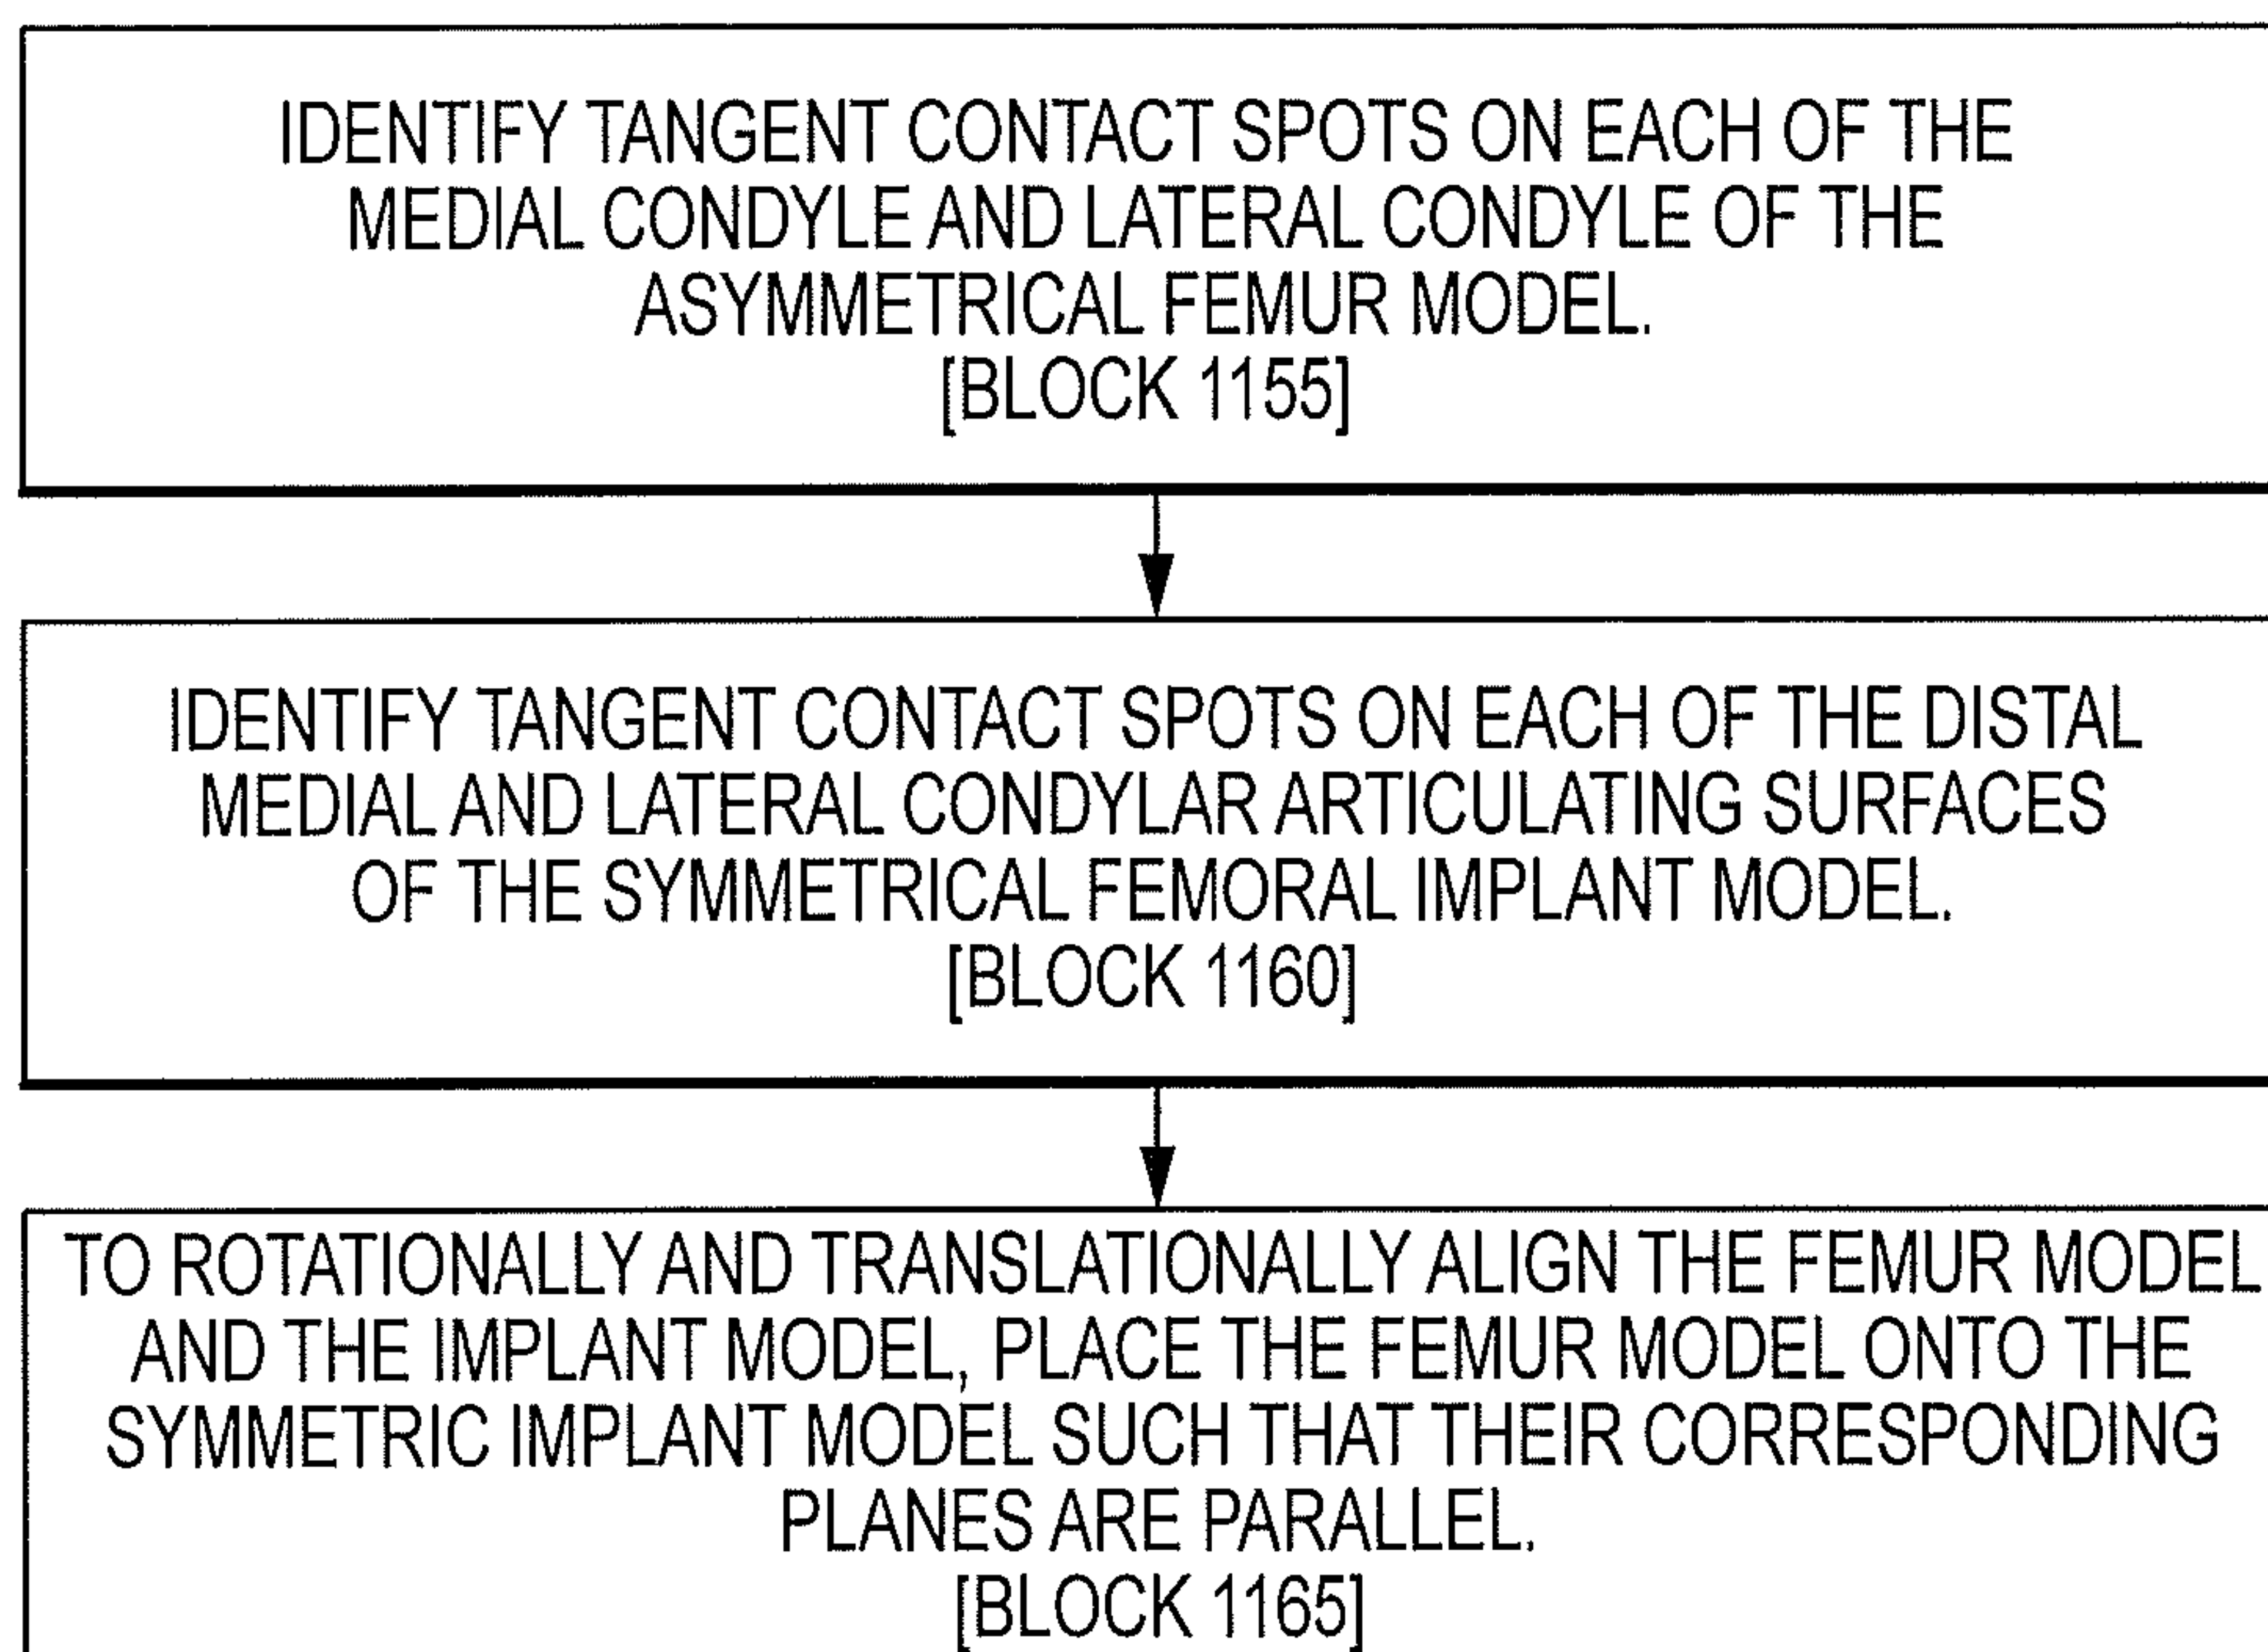 IDENTIFY TANGENT CONTACT SPOTS ON EACH OF THE
MEDIAL CONDYLE AND LATERAL CONDYLE OF THE
ASYMMETRICAL FEMUR MODEL.
[BLOCK 1155]
IDENTIFY TANGENT CONTACT SPOTS ON EACH OF THE DISTAL
MEDIAL AND LATERAL CONDYLAR ARTICULATING SURFACES
OF THE SYMMETRICAL FEMORAL IMPLANT MODEL.
[BLOCK 1160]
TO ROTATIONALLY AND TRANSLATIONALLY ALIGN THE FEMUR MODEL
AND THE IMPLANT MODEL, PLACE THE FEMUR MODEL ONTO THE
SYMMETRIC IMPLANT MODEL SUCH THAT THEIR CORRESPONDING
PLANES ARE PARALLEL.
[BLOCK 1165]